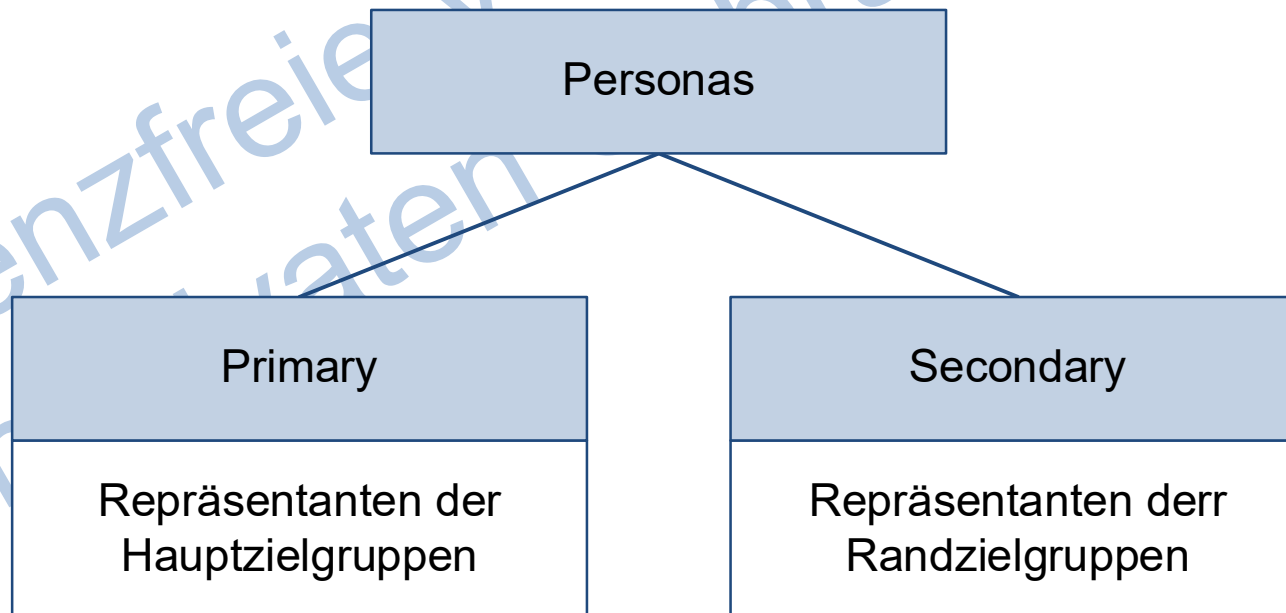 Personas
Primary
Secondary
Repräsentanten der
Hauptzielgruppen
Repräsentanten derr
Randzielgruppen